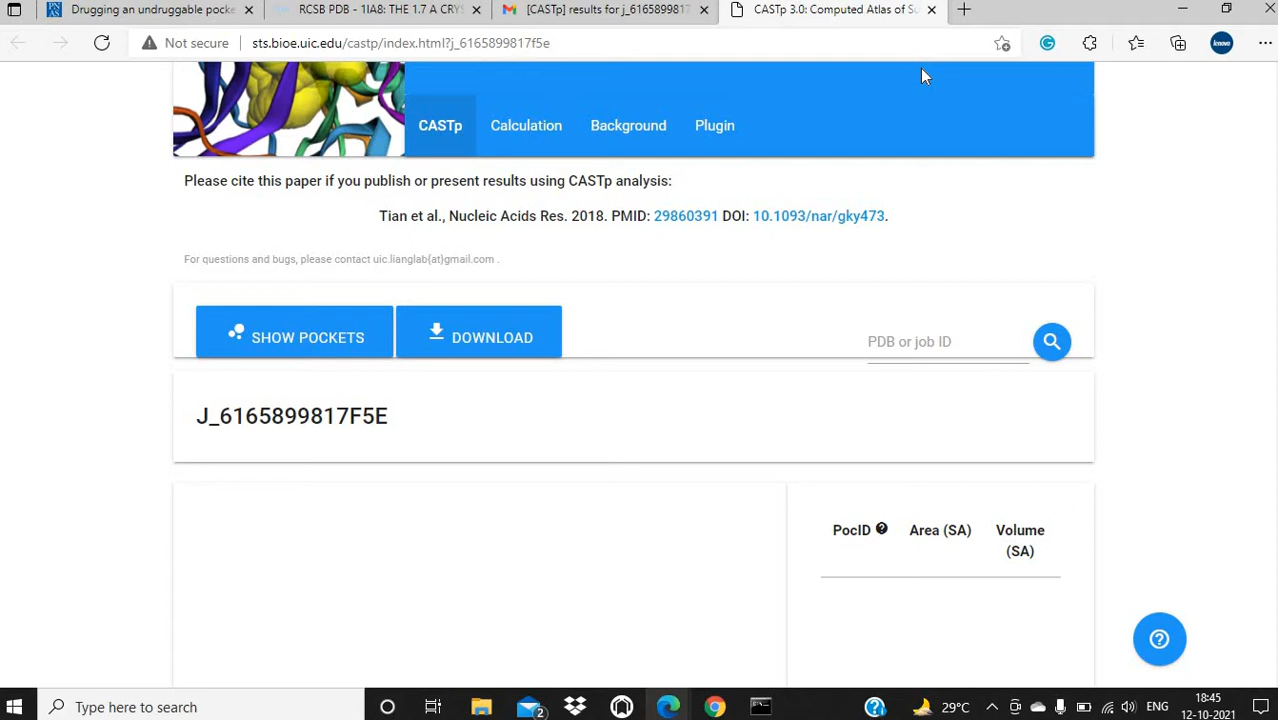 Drugging an undruggable pocke
RCSB PDB - 1IA8: THE 1.7 A CRYS
[CASTp] results for j_6165899817
CASTp 3.0: Computed Atlas of Su
Not secure
sts.bioe.uic.edu/castp/index.html?j_6165899817f5e
lenovo
CASTp
Calculation
Background
Plugin
Please cite this paper if you publish or present results using CASTp analysis:
Tian et al., Nucleic Acids Res. 2018. PMID: 29860391 DOI: 10.1093/nar/gky473.
For questions and bugs, please contact uic.lianglab{at}gmail.com .
SHOW POCKETS
DOWNLOAD
PDB or job ID
J_6165899817F5E
PocID
Area (SA)
Volume
(SA)
Type here to search
2
29°C
ENG
18:45
12-10-2021